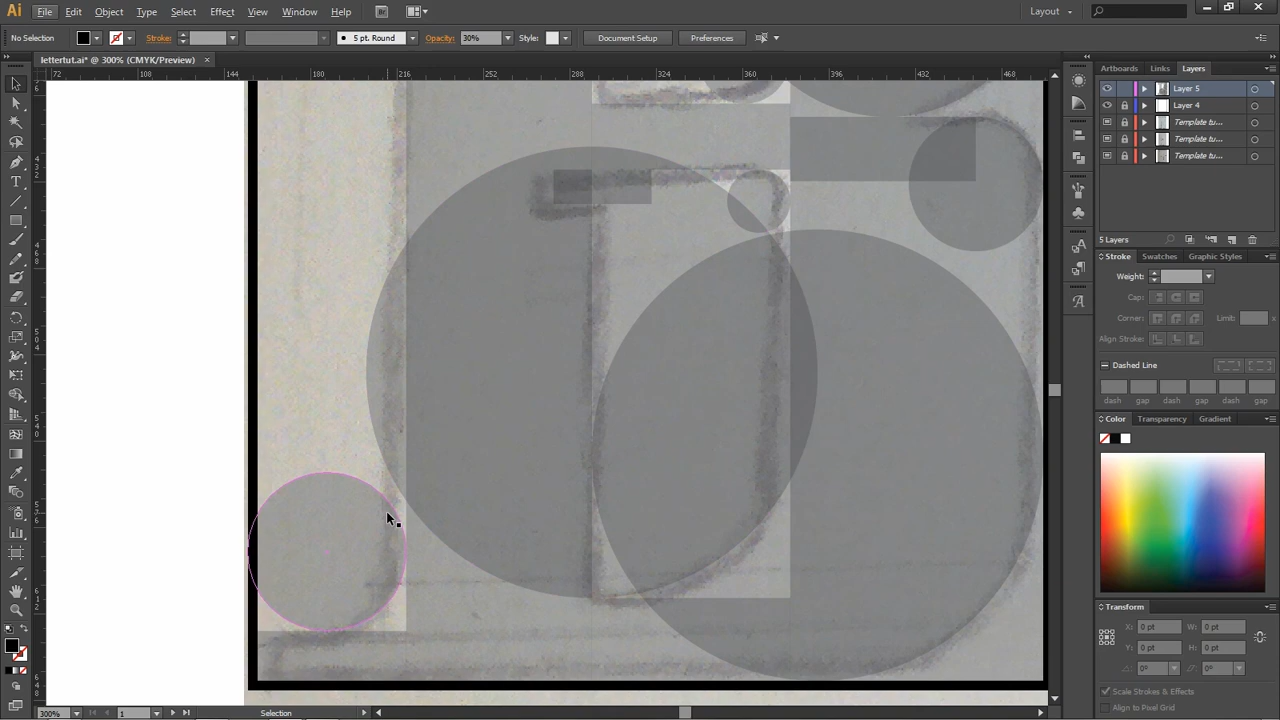 Ai File Edit Object Type Select Effect View Window Help Br Layout
No Selection Stroke: 5 pt. Round Opacity: 30% Style: Document Setup Preferences
lettertut.ai* @ 300% (CMYK/Preview) ×
72 108 144 180 216 252 288 324 360 396 432 468
Artboards Links Layers
Layer 5
Layer 4
Template tu...
Template tu...
Template tu...
5 Layers
Stroke Swatches Graphic Styles
Weight:
Cap:
Corner: Limit:
Align Stroke:
Dashed Line
dash gap dash gap dash gap
Color Transparency Gradient
Transform
X: 0 pt W: 0 pt
Y: 0 pt H: 0 pt
0° 0°
Scale Strokes & Effects
Align to Pixel Grid
300% 1 Selection